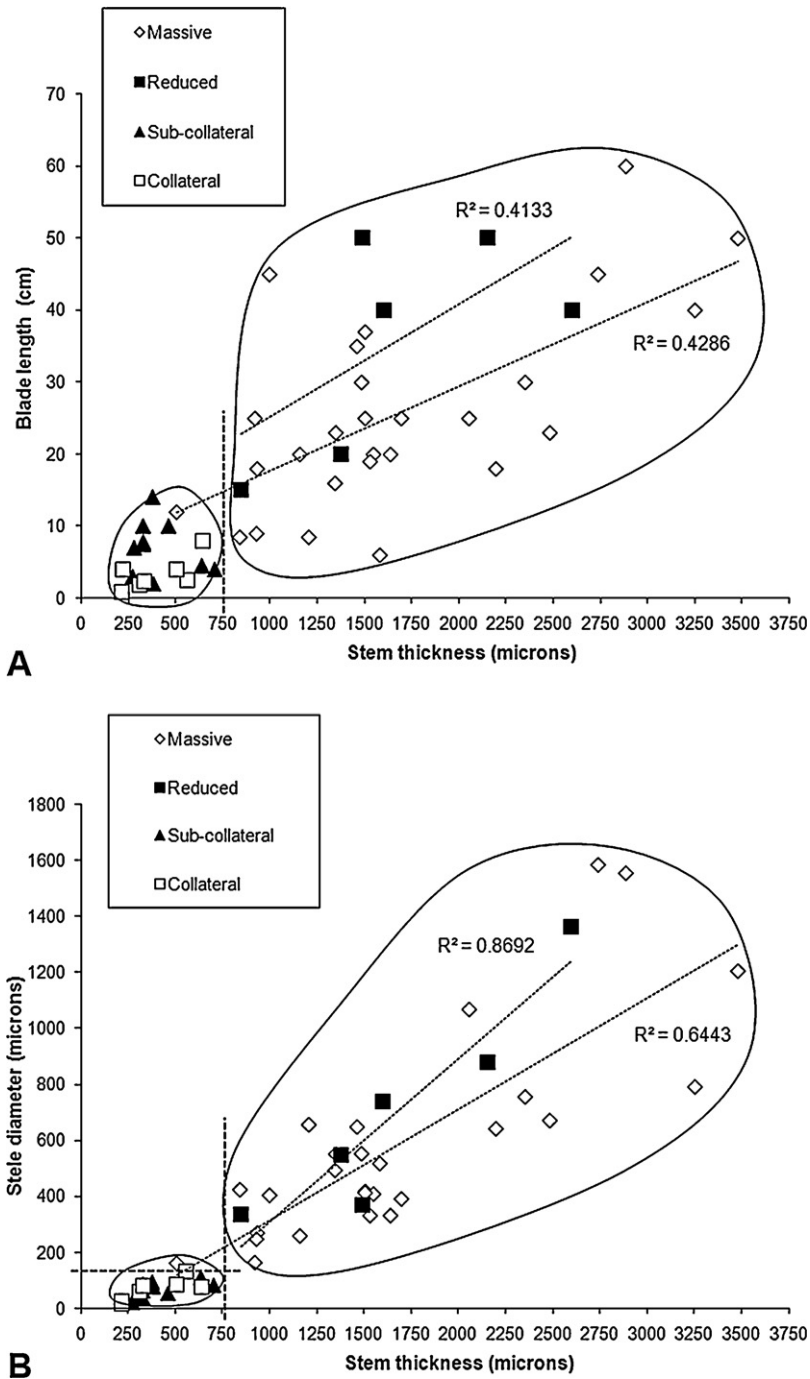 Massive
Reduced
Sub-collateral
Collateral
70
60
50
40
30
20
10
0
Blade length (cm)
R² = 0.4133
R² = 0.4286
0 250 500 750 1000 1250 1500 1750 2000 2250 2500 2750 3000 3250 3500 3750
Stem thickness (microns)
A
Massive
Reduced
Sub-collateral
Collateral
1800
1600
1400
1200
1000
800
600
400
200
0
Stele diameter (microns)
R² = 0.8692
R² = 0.6443
0 250 500 750 1000 1250 1500 1750 2000 2250 2500 2750 3000 3250 3500 3750
Stem thickness (microns)
B